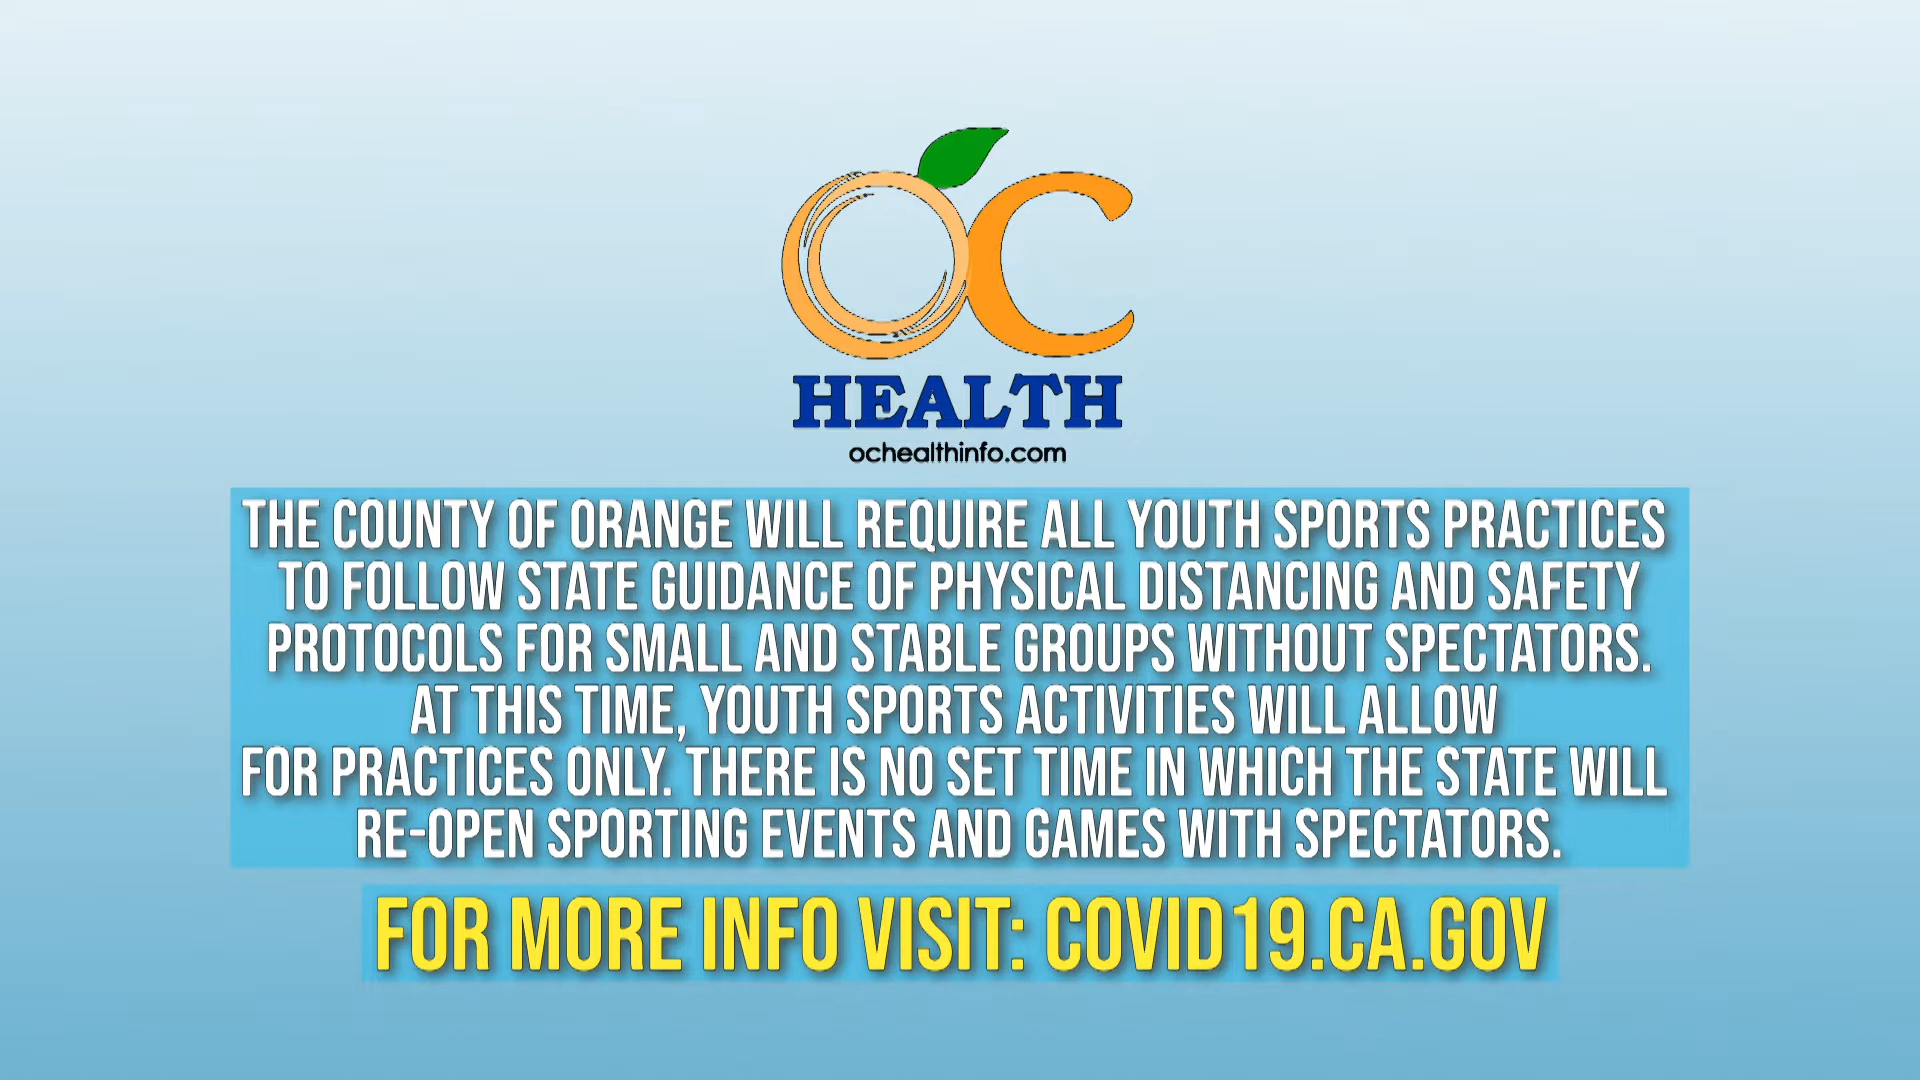 OC
HEALTH
ochealthinfo.com
THE COUNTY OF ORANGE WILL REQUIRE ALL YOUTH SPORTS PRACTICES
TO FOLLOW STATE GUIDANCE OF PHYSICAL DISTANCING AND SAFETY
PROTOCOLS FOR SMALL AND STABLE GROUPS WITHOUT SPECTATORS.
AT THIS TIME, YOUTH SPORTS ACTIVITIES WILL ALLOW
FOR PRACTICES ONLY. THERE IS NO SET TIME IN WHICH THE STATE WILL
RE-OPEN SPORTING EVENTS AND GAMES WITH SPECTATORS.
FOR MORE INFO VISIT: COVID19.CA.GOV